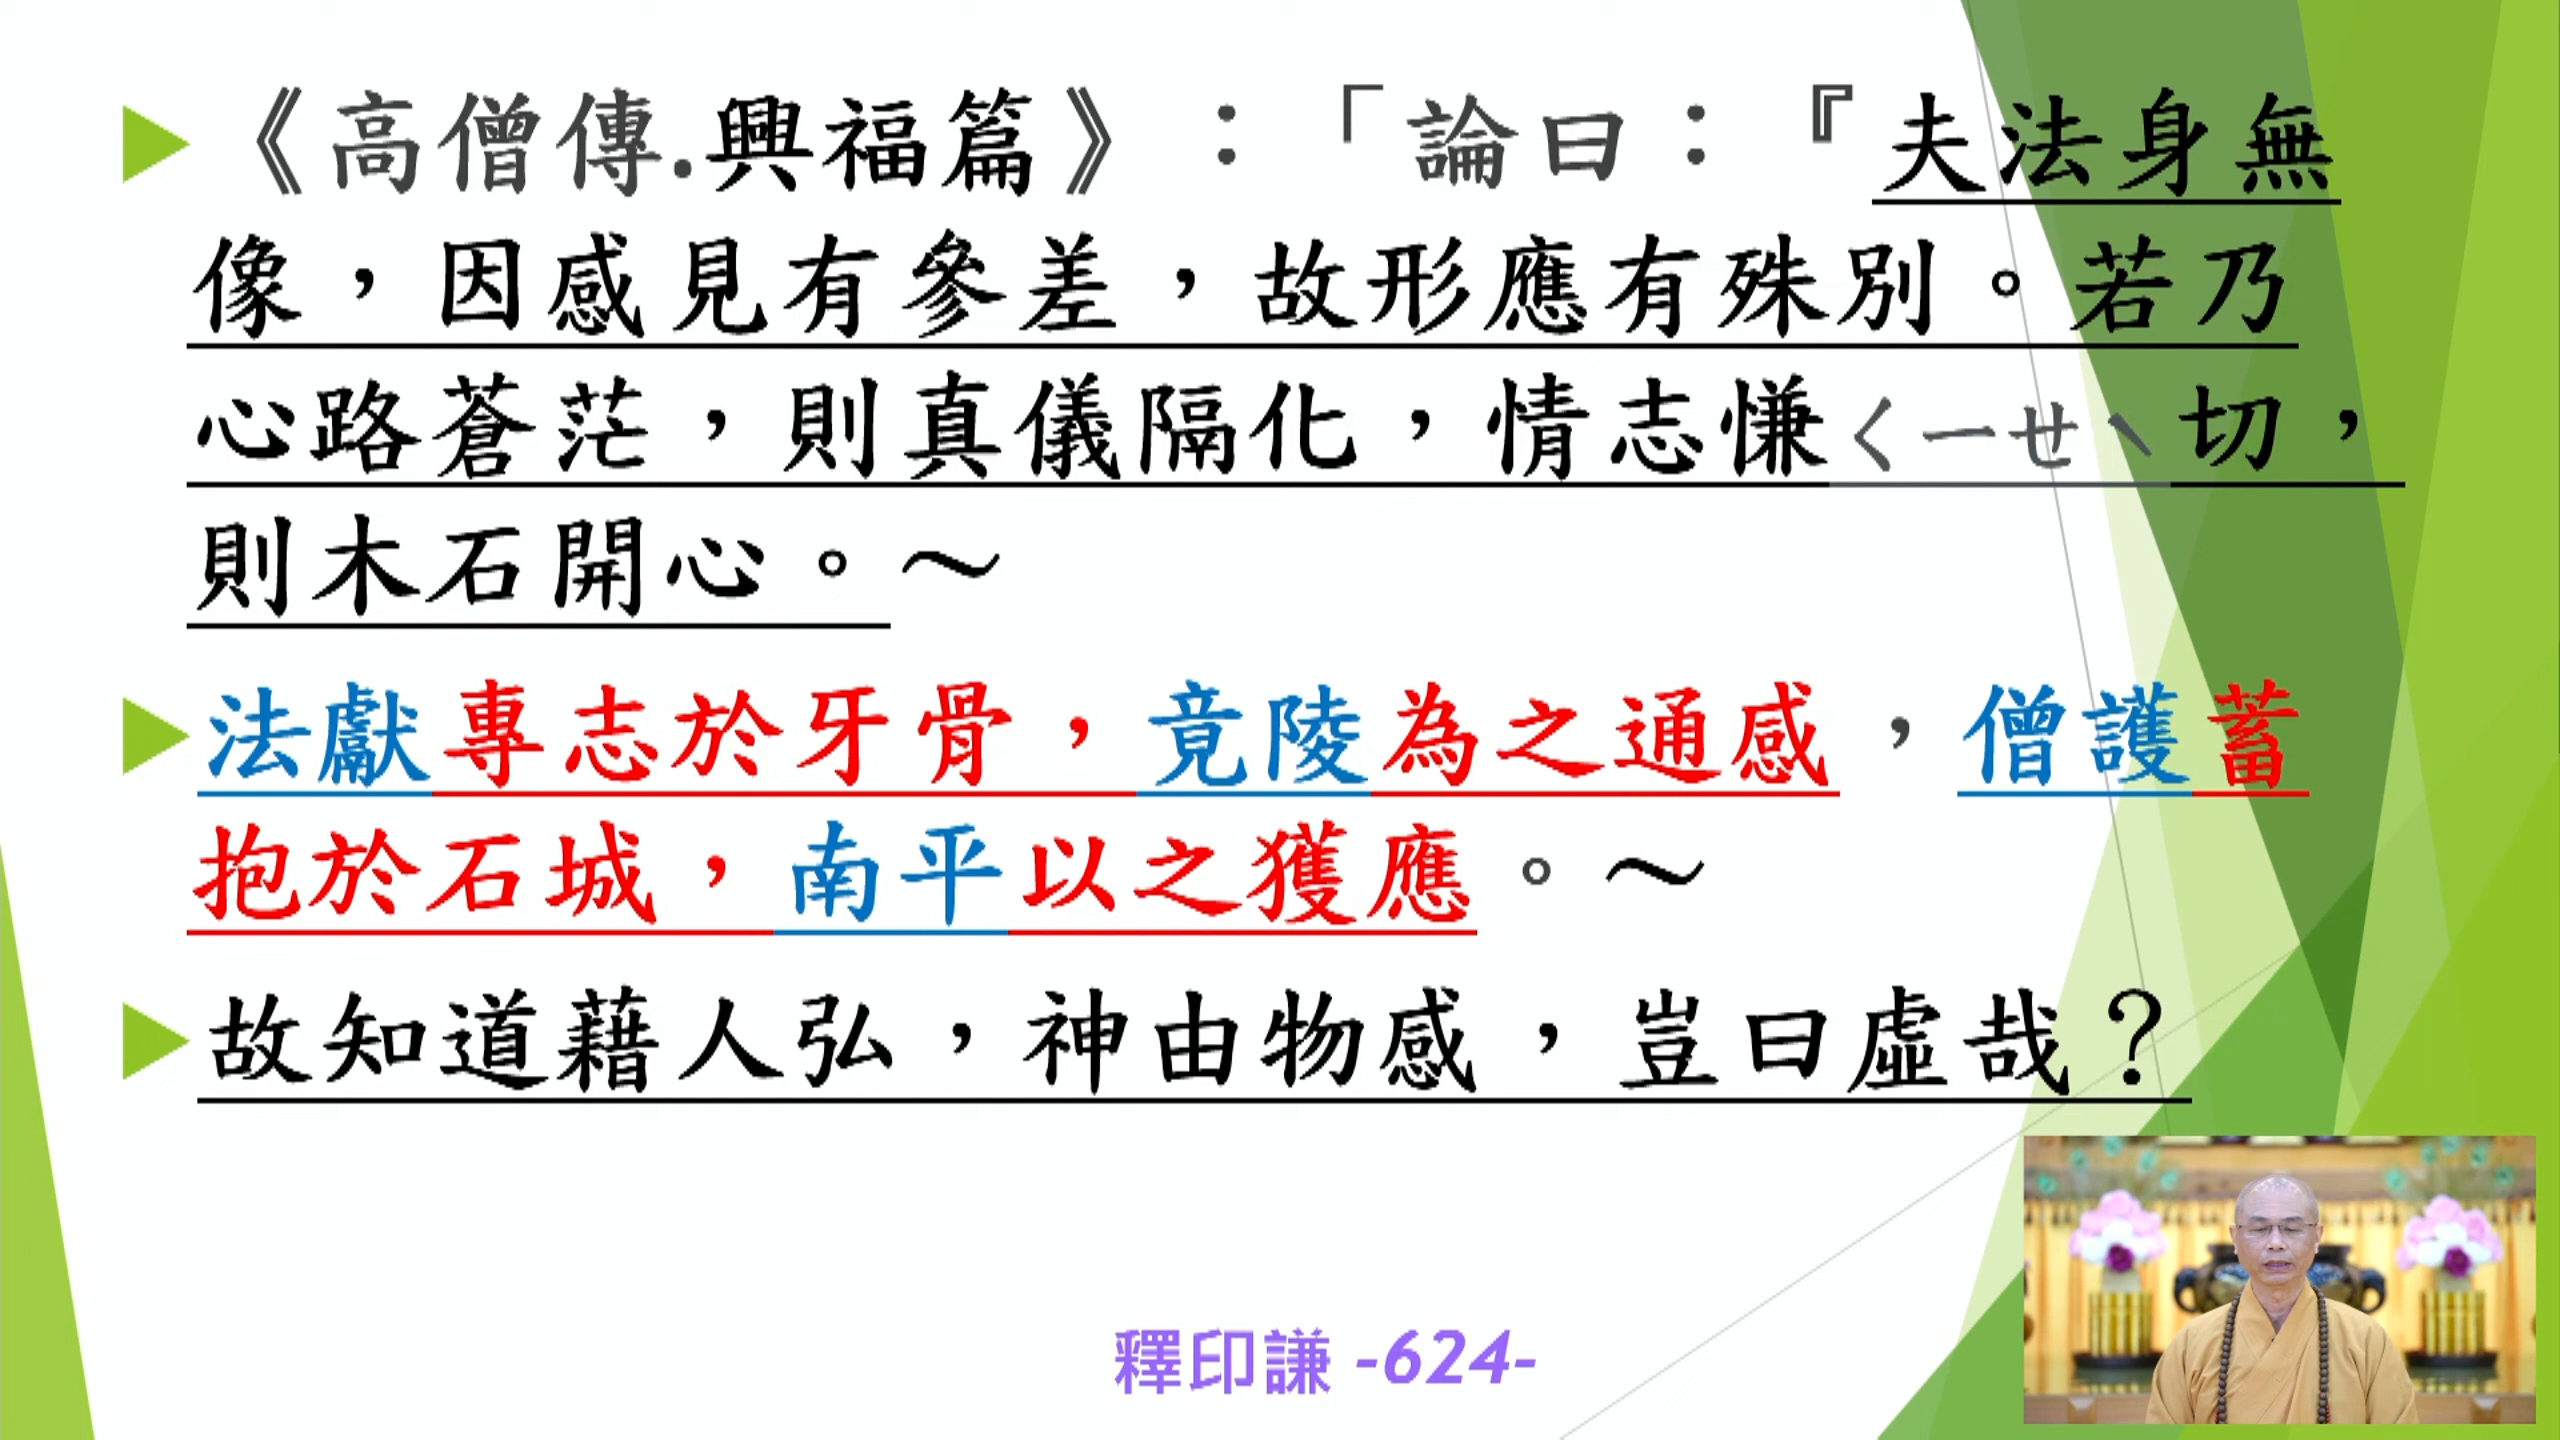 《高僧傳.興福篇》：「論曰：『夫法身無
像，因感見有參差，故形應有殊別。若乃
心路蒼茫，則真儀隔化，情志慊ㄑㄧㄝˋ切，
則木石開心。～
法獻專志於牙骨，竟陵為之通感，僧護蓄
抱於石城，南平以之獲應。～
故知道藉人弘，神由物感，豈曰虛哉？
釋印謙 -624-